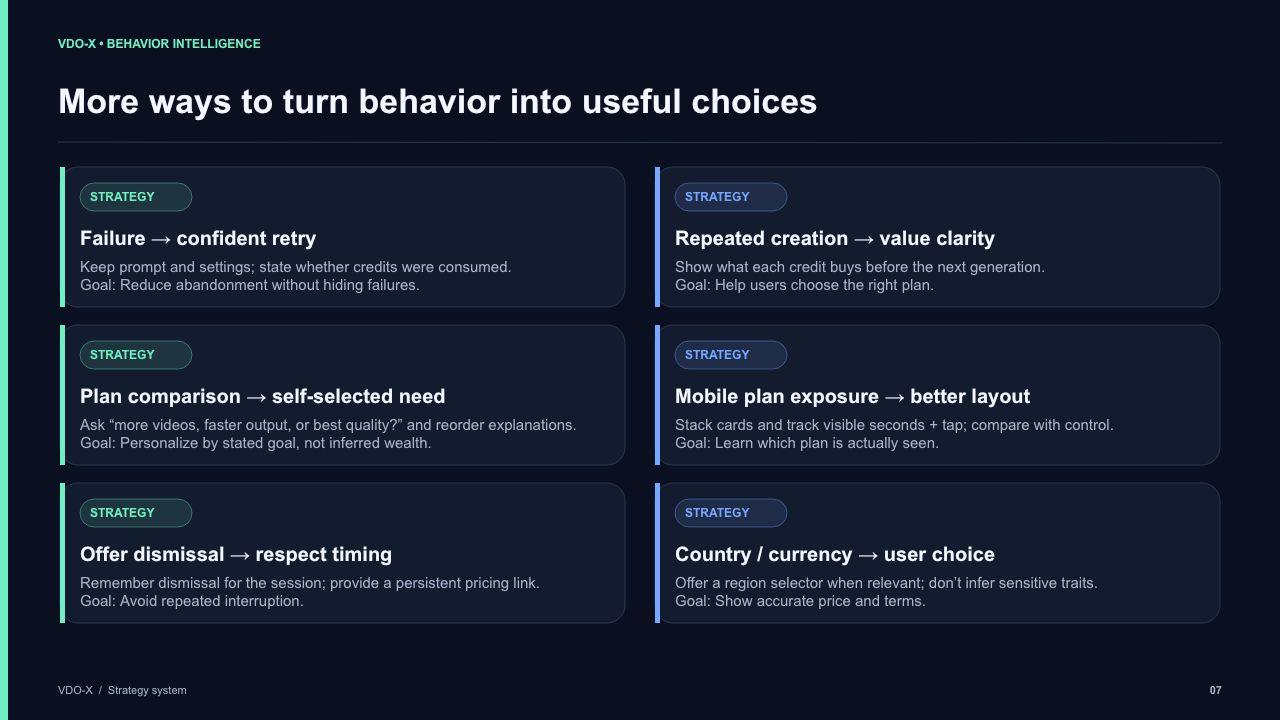 VDO-X • BEHAVIOR INTELLIGENCE
More ways to turn behavior into useful choices
STRATEGY
Failure → confident retry
Keep prompt and settings; state whether credits were consumed.
Goal: Reduce abandonment without hiding failures.
STRATEGY
Repeated creation → value clarity
Show what each credit buys before the next generation.
Goal: Help users choose the right plan.
STRATEGY
Plan comparison → self-selected need
Ask “more videos, faster output, or best quality?” and reorder explanations.
Goal: Personalize by stated goal, not inferred wealth.
STRATEGY
Mobile plan exposure → better layout
Stack cards and track visible seconds + tap; compare with control.
Goal: Learn which plan is actually seen.
STRATEGY
Offer dismissal → respect timing
Remember dismissal for the session; provide a persistent pricing link.
Goal: Avoid repeated interruption.
STRATEGY
Country / currency → user choice
Offer a region selector when relevant; don’t infer sensitive traits.
Goal: Show accurate price and terms.
VDO-X / Strategy system
07